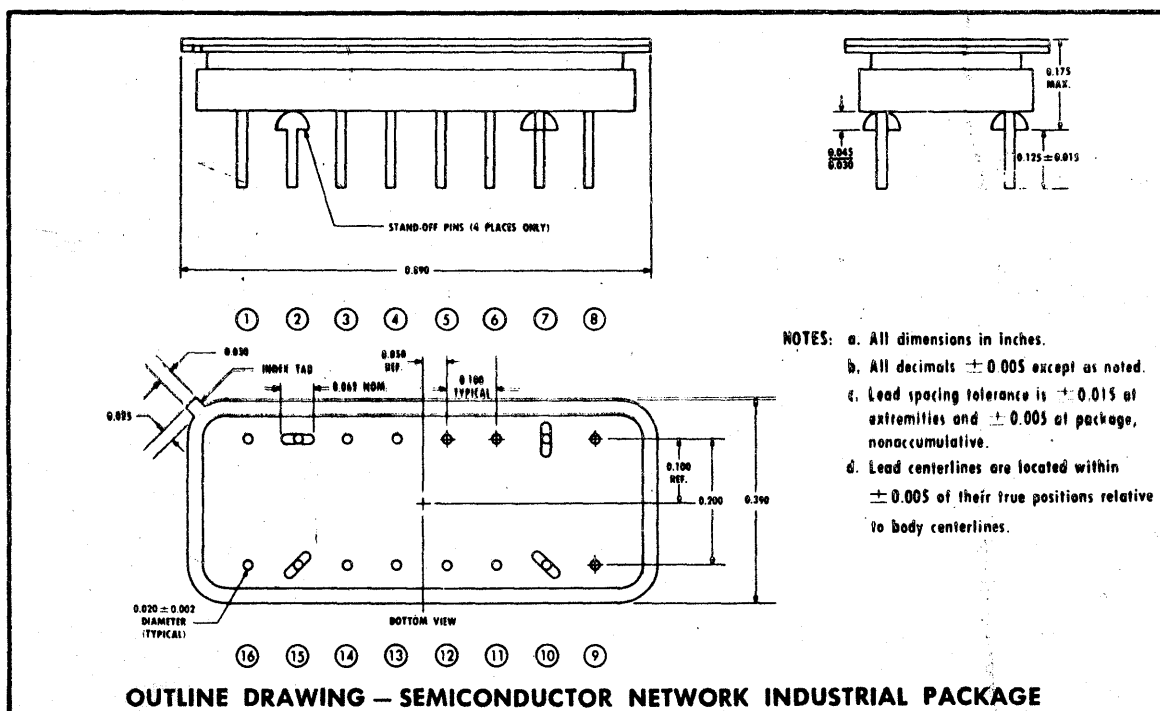 0.175
MAX.
0.045
0.030
0.125 ± 0.015
STAND-OFF PINS (4 PLACES ONLY)
0.890
1 2 3 4 5 6 7 8
0.030
INDEX TAB
0.062 NOM.
0.050
REF.
0.100
TYPICAL
0.025
0.100
REF.
0.200
0.390
0.020 ± 0.002
DIAMETER
(TYPICAL)
BOTTOM VIEW
16 15 14 13 12 11 10 9
NOTES: a. All dimensions in inches.
b. All decimals ± 0.005 except as noted.
c. Lead spacing tolerance is ± 0.015 at
extremities and ± 0.005 at package,
nonaccumulative.
d. Lead centerlines are located within
± 0.005 of their true positions relative
to body centerlines.
OUTLINE DRAWING — SEMICONDUCTOR NETWORK INDUSTRIAL PACKAGE